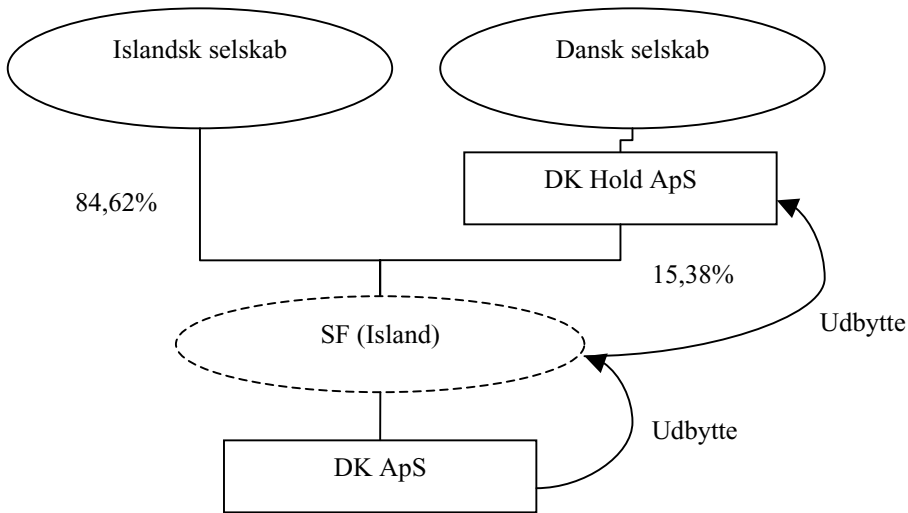 Islandsk selskab
Dansk selskab
DK Hold ApS
84,62%
15,38%
Udbytte
SF (Island)
Udbytte
DK ApS